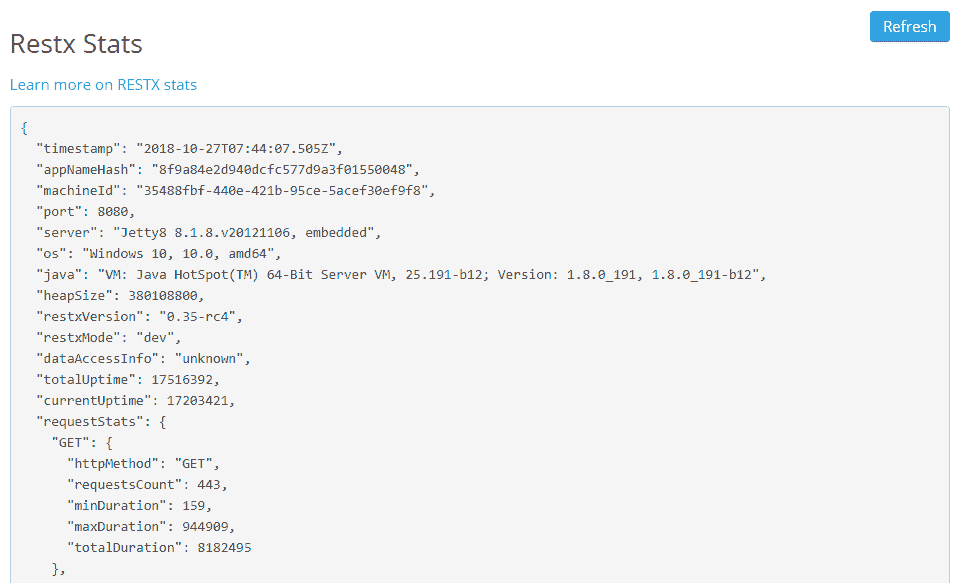 Refresh
Restx Stats
Learn more on RESTX stats
{
"timestamp": "2018-10-27T07:44:07.505Z",
"appNameHash": "8f9a84e2d940dcfc577d9a3f01550048",
"machineId": "35488fbf-440e-421b-95ce-5acef30ef9f8",
"port": 8080,
"server": "Jetty8 8.1.8.v20121106, embedded",
"os": "Windows 10, 10.0, amd64",
"java": "VM: Java HotSpot(TM) 64-Bit Server VM, 25.191-b12; Version: 1.8.0_191, 1.8.0_191-b12",
"heapSize": 380108800,
"restxVersion": "0.35-rc4",
"restxMode": "dev",
"dataAccessInfo": "unknown",
"totalUptime": 17516392,
"currentUptime": 17203421,
"requestStats": {
"GET": {
"httpMethod": "GET",
"requestsCount": 443,
"minDuration": 159,
"maxDuration": 944909,
"totalDuration": 8182495
},